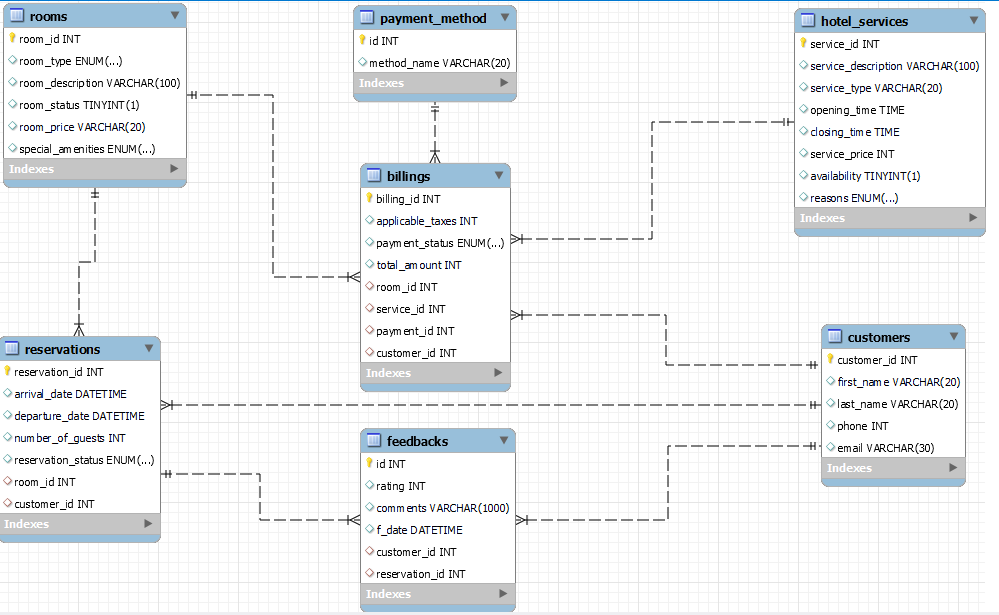 rooms
room_id INT
room_type ENUM(...)
room_description VARCHAR(100)
room_status TINYINT(1)
room_price VARCHAR(20)
special_amenities ENUM(...)
Indexes
payment_method
id INT
method_name VARCHAR(20)
Indexes
hotel_services
service_id INT
service_description VARCHAR(100)
service_type VARCHAR(20)
opening_time TIME
closing_time TIME
service_price INT
availability TINYINT(1)
reasons ENUM(...)
Indexes
billings
billing_id INT
applicable_taxes INT
payment_status ENUM(...)
total_amount INT
room_id INT
service_id INT
payment_id INT
customer_id INT
Indexes
reservations
reservation_id INT
arrival_date DATETIME
departure_date DATETIME
number_of_guests INT
reservation_status ENUM(...)
room_id INT
customer_id INT
Indexes
customers
customer_id INT
first_name VARCHAR(20)
last_name VARCHAR(20)
phone INT
email VARCHAR(30)
Indexes
feedbacks
id INT
rating INT
comments VARCHAR(1000)
f_date DATETIME
customer_id INT
reservation_id INT
Indexes